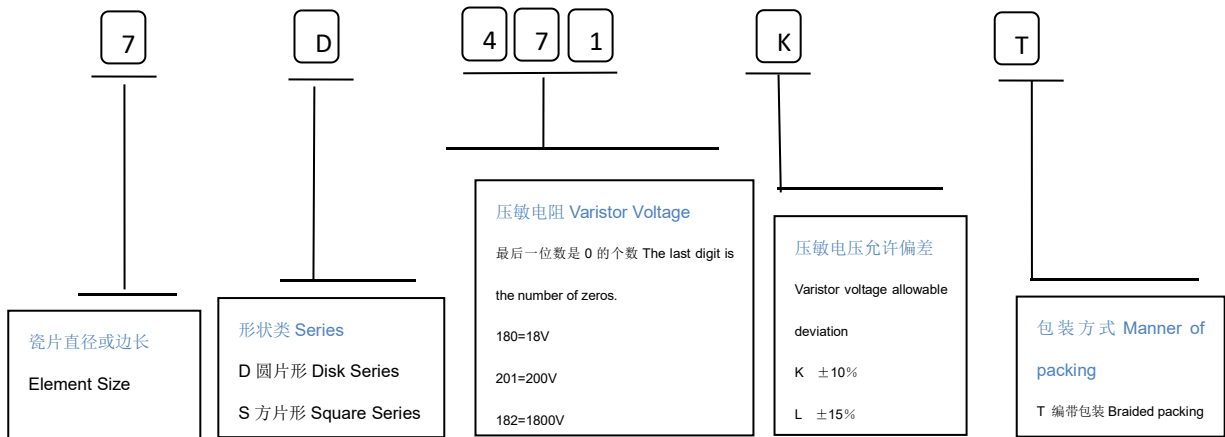 7
D
4 7 1
K
T
瓷片直径或边长
Element Size
形状类 Series
D 圆片形 Disk Series
S 方片形 Square Series
压敏电阻 Varistor Voltage
最后一位数是 0 的个数 The last digit is
the number of zeros.
180=18V
201=200V
182=1800V
压敏电压允许偏差
Varistor voltage allowable
deviation
K ±10%
L ±15%
包装方式 Manner of
packing
T 编带包装 Braided packing